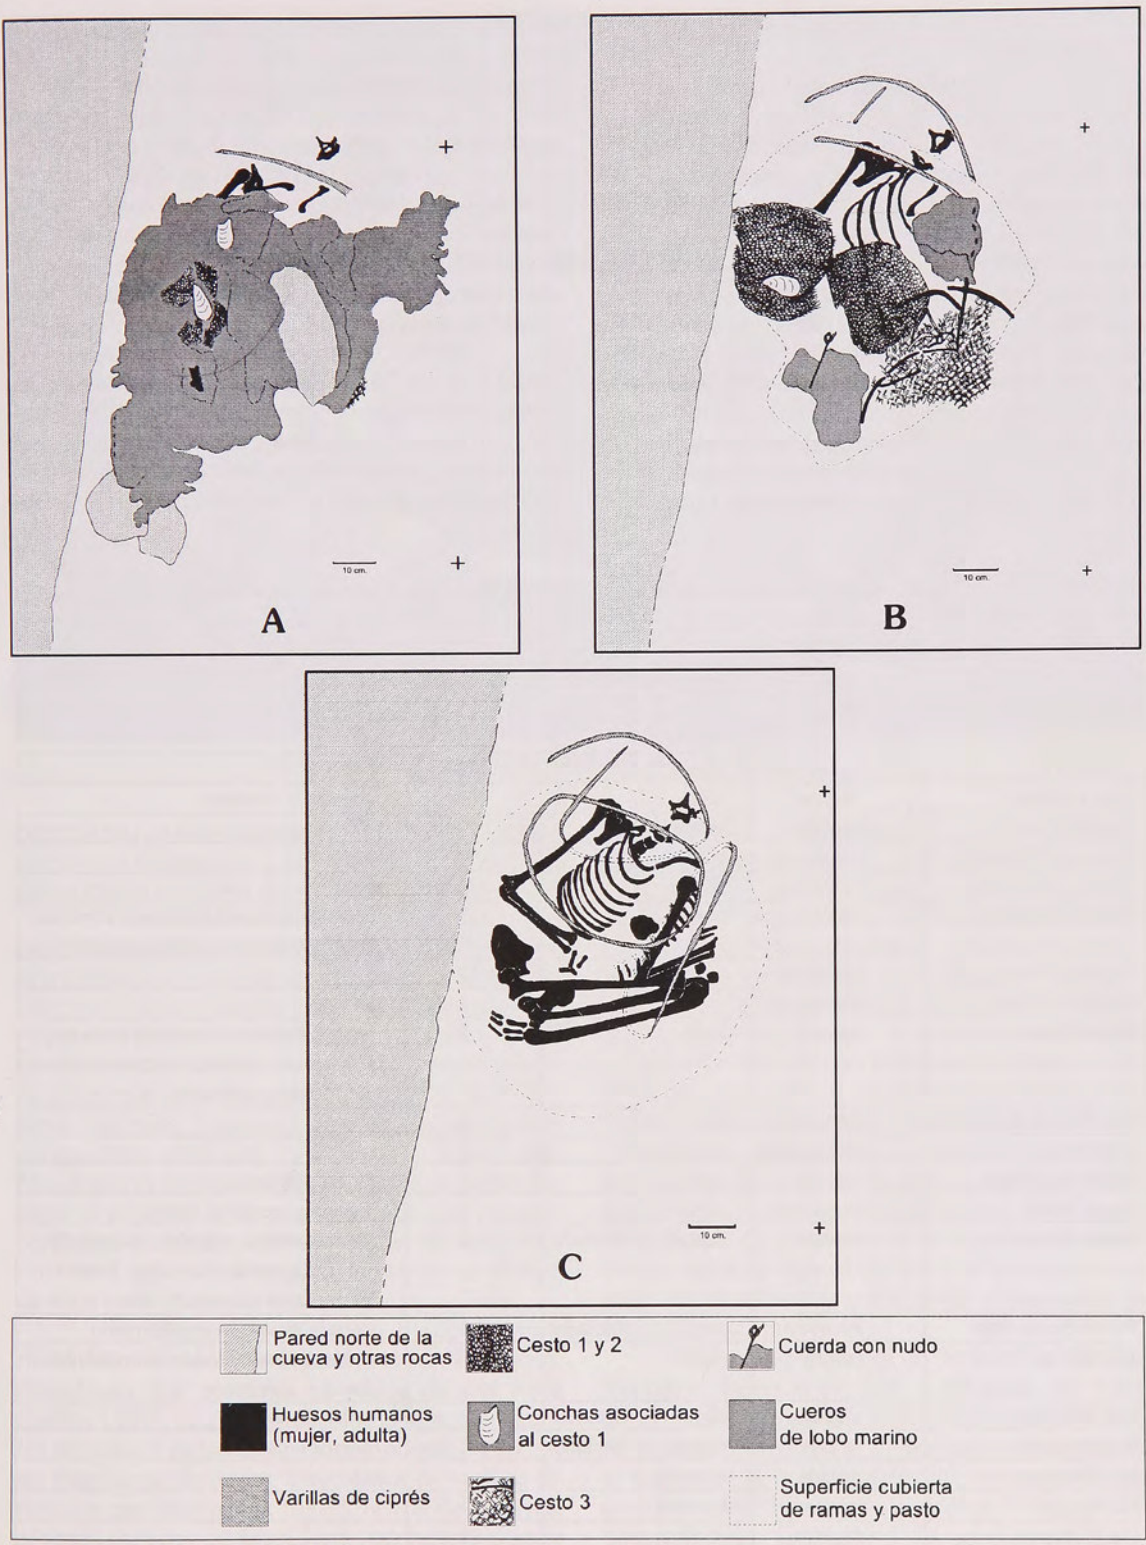 10 cm.
A
10 cm.
B
10 cm.
C
Pared norte de la
cueva y otras rocas
Cesto 1 y 2
Cuerda con nudo
Huesos humanos
(mujer, adulta)
Conchas asociadas
al cesto 1
Cueros
de lobo marino
Varillas de ciprés
Cesto 3
Superficie cubierta
de ramas y pasto